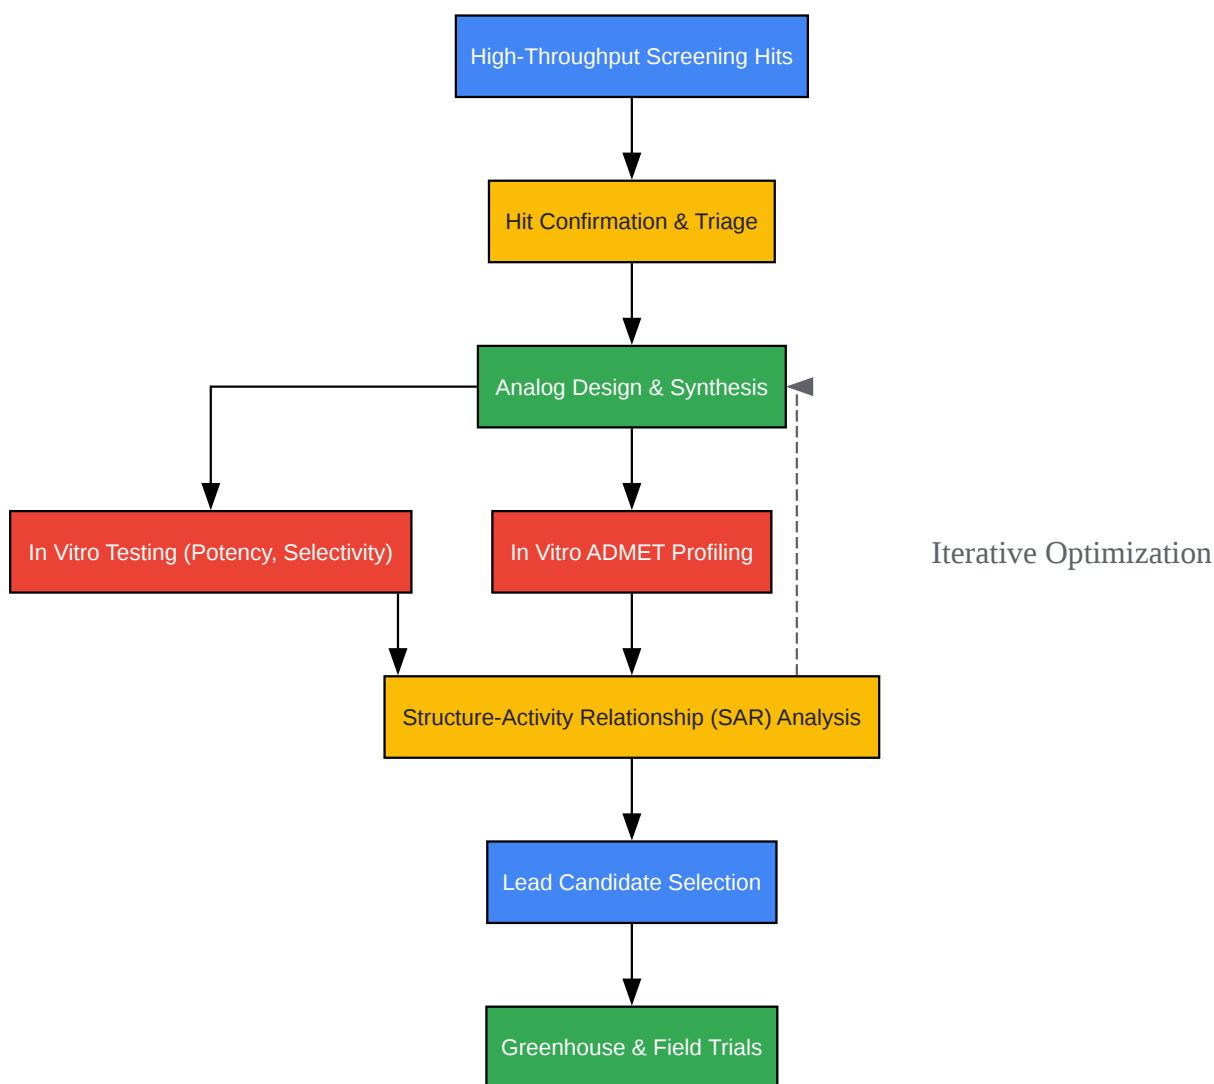 High-Throughput Screening Hits
Hit Confirmation & Triage
Analog Design & Synthesis
In Vitro Testing (Potency, Selectivity)
In Vitro ADMET Profiling
Iterative Optimization
Structure-Activity Relationship (SAR) Analysis
Lead Candidate Selection
Greenhouse & Field Trials